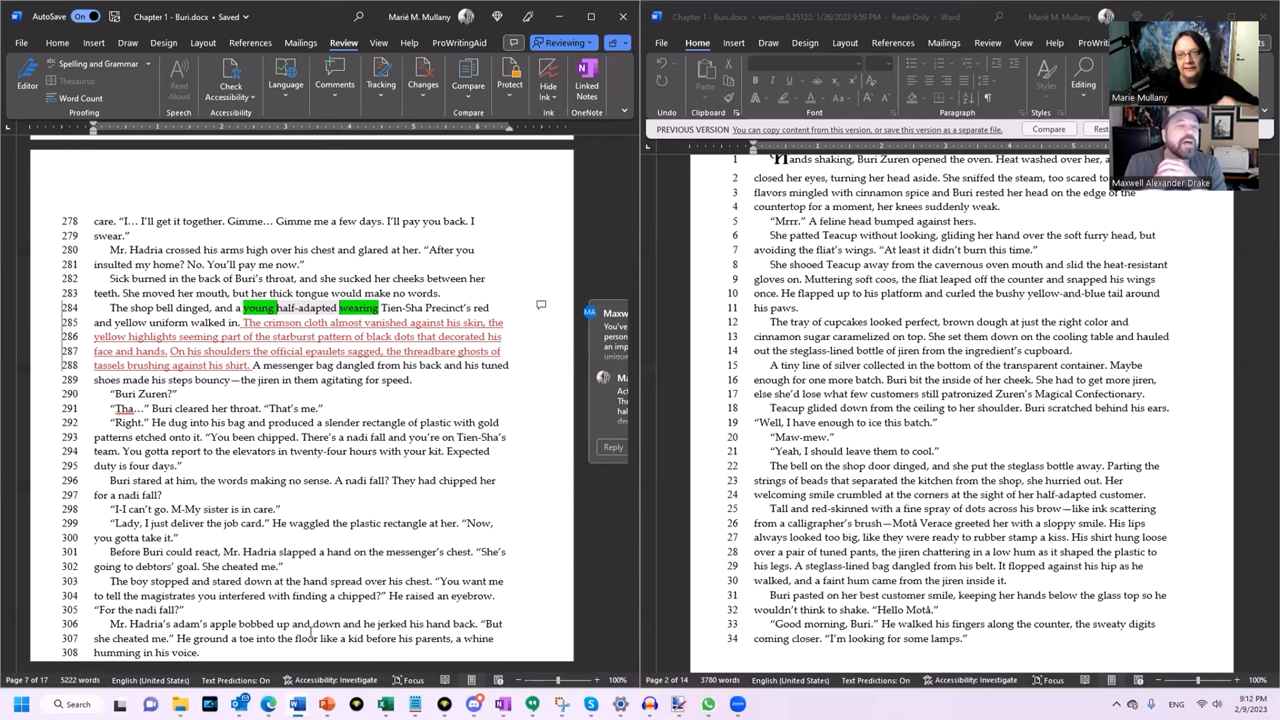 AutoSave On Chapter 1 - Buri.docx • Saved Marié M. Mullany
File Home Insert Draw Design Layout References Mailings Review View Help ProWritingAid Reviewing
Editor
Spelling and Grammar
Thesaurus
Word Count
Proofing
Read Aloud
Speech
Check Accessibility
Accessibility
Language
Comments
Tracking
Changes
Compare
Protect
Hide Ink
Ink
Linked Notes
OneNote
278 care. “I… I’ll get it together. Gimme… Gimme me a few days. I’ll pay you back. I
279 swear.”
280 Mr. Hadria crossed his arms high over his chest and glared at her. “After you
281 insulted my home? No. You’ll pay me now.”
282 Sick burned in the back of Buri’s throat, and she sucked her cheeks between her
283 teeth. She moved her mouth, but her thick tongue would make no words.
284 The shop bell dinged, and a young half-adapted wearing Tien-Sha Precinct’s red
285 and yellow uniform walked in. The crimson cloth almost vanished against his skin, the
286 yellow highlights seeming part of the starburst pattern of black dots that decorated his
287 face and hands. On his shoulders the official epaulets sagged, the threadbare ghosts of
288 tassels brushing against his shirt. A messenger bag dangled from his back and his tuned
289 shoes made his steps bouncy—the jiren in them agitating for speed.
290 “Buri Zuren?”
291 “Tha…” Buri cleared her throat. “That’s me.”
292 “Right.” He dug into his bag and produced a slender rectangle of plastic with gold
293 patterns etched onto it. “You’ve been chipped. There’s a nadi fall and you’re on Tien-Sha’s
294 team. You gotta report to the elevators in twenty-four hours with your kit. Expected
295 duty is four days.”
296 Buri stared at him, the words making no sense. A nadi fall? They had chipped her
297 for a nadi fall?
298 “I-I can’t go. M-My sister is in care.”
299 “Lady, I just deliver the job card.” He waggled the plastic rectangle at her. “Now,
300 you gotta take it.”
301 Before Buri could react, Mr. Hadria slapped a hand on the messenger’s chest. “She’s
302 going to debtors’ goal. She cheated me.”
303 The boy stopped and stared down at the hand spread over his chest. “You want me
304 to tell the magistrates you interfered with finding a chipped?” He raised an eyebrow.
305 “For the nadi fall?”
306 Mr. Hadria’s adam’s apple bobbed up and down and he jerked his hand back. “But
307 she cheated me.” He ground a toe into the floor like a kid before his parents, a whine
308 humming in his voice.
MA
Maxw
You've
person
an imp
unique
Ma
Act
The
hal
deg
Reply
Page 7 of 17 5222 words English (United States) Text Predictions: On Accessibility: Investigate Focus 100%
Chapter 1 - Buri.docx - version 0,25122: 1/26/2023 9:59 PM - Read-Only - Word Marié M. Mullany
File Home Insert Draw Design Layout References Mailings Review View Help ProWr
Undo
Paste
Clipboard
Font
Paragraph
Styles
Styles
Editing
PREVIOUS VERSION You can copy content from this version, or save this version as a separate file. Compare Rest
Marie Mullany
Maxwell Alexander Drake
1 Hands shaking, Buri Zuren opened the oven. Heat washed over her, a
2 closed her eyes, turning her head aside. She sniffed the steam, too scared to
3 flavors mingled with cinnamon spice and Buri rested her head on the edge of the
4 countertop for a moment, her knees suddenly weak.
5 “Mrrr.” A feline head bumped against hers.
6 She patted Teacup without looking, gliding her hand over the soft furry head, but
7 avoiding the fliat’s wings. “At least it didn’t burn this time.”
8 She shooed Teacup away from the cavernous oven mouth and slid the heat-resistant
9 gloves on. Muttering soft coos, the fliat leaped off the counter and snapped his wings
10 once. He flapped up to his platform and curled the bushy yellow-and-blue tail around
11 his paws.
12 The tray of cupcakes looked perfect, brown dough at just the right color and
13 cinnamon sugar caramelized on top. She set them down on the cooling table and hauled
14 out the steglass-lined bottle of jiren from the ingredient’s cupboard.
15 A tiny line of silver collected in the bottom of the transparent container. Maybe
16 enough for one more batch. Buri bit the inside of her cheek. She had to get more jiren,
17 else she’d lose what few customers still patronized Zuren’s Magical Confectionary.
18 Teacup glided down from the ceiling to her shoulder. Buri scratched behind his ears.
19 “Well, I have enough to ice this batch.”
20 “Maw-mew.”
21 “Yeah, I should leave them to cool.”
22 The bell on the shop door dinged, and she put the steglass bottle away. Parting the
23 strings of beads that separated the kitchen from the shop, she hurried out. Her
24 welcoming smile crumbled at the corners at the sight of her half-adapted customer.
25 Tall and red-skinned with a fine spray of dots across his brow—like ink scattering
26 from a calligrapher’s brush—Motå Verace greeted her with a sloppy smile. His lips
27 always looked too big, like they were ready to rubber stamp a kiss. His shirt hung loose
28 over a pair of tuned pants, the jiren chattering in a low hum as it shaped the plastic to
29 his legs. A steglass-lined bag dangled from his belt. It flopped against his hip as he
30 walked, and a faint hum came from the jiren inside it.
31 Buri pasted on her best customer smile, keeping her hands below the glass top so he
32 wouldn’t think to shake. “Hello Motå.”
33 “Good morning, Buri.” He walked his fingers along the counter, the sweaty digits
34 coming closer. “I’m looking for some lamps.”
Page 1 of 12 3780 words English (United States) Text Predictions: On Accessibility: Investigate Focus 100%
Search
ENG
9:12 PM
2/9/2023